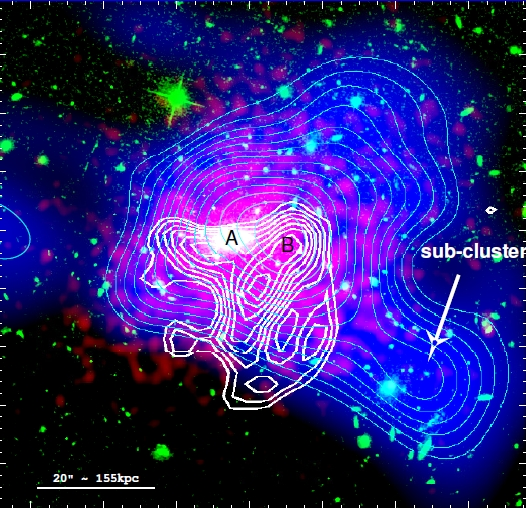 A
B
sub-cluster
20" ~ 155kpc